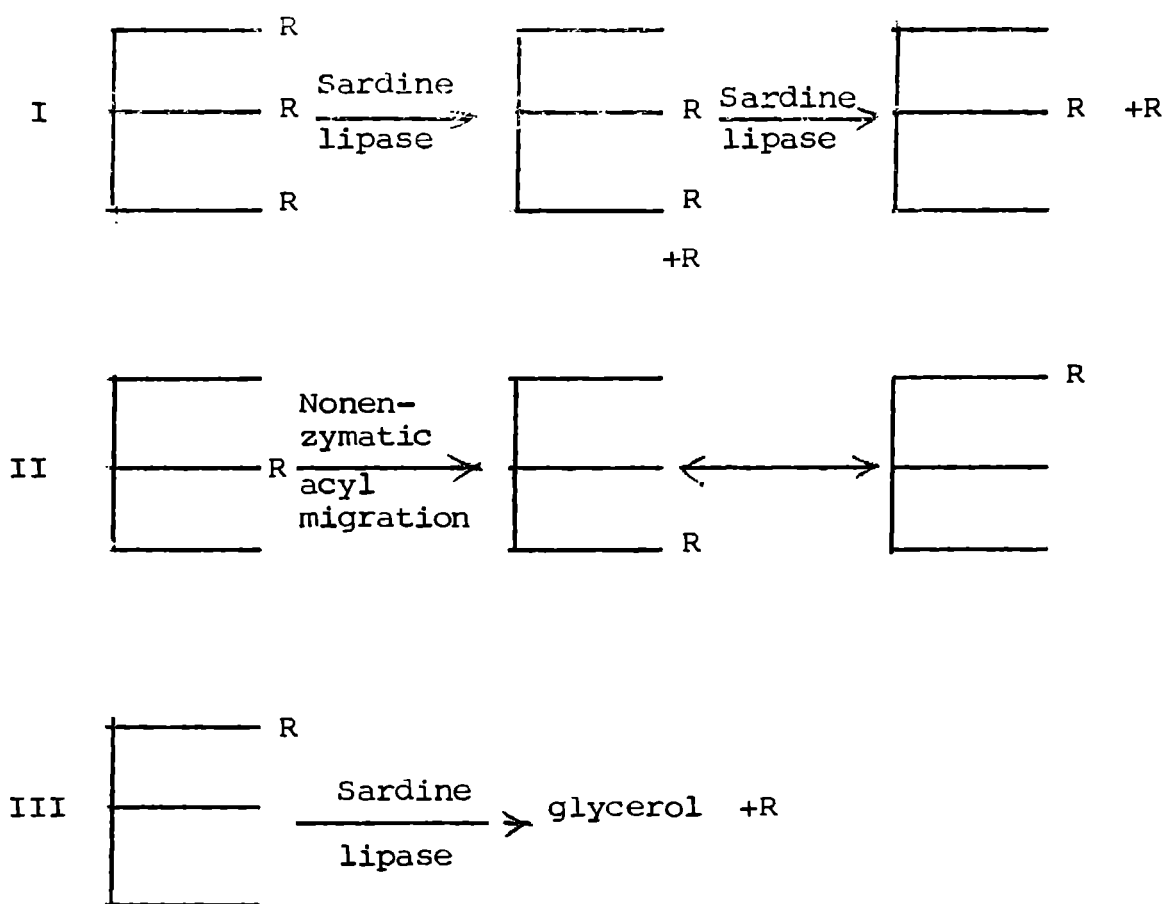 R
Sardine
I R lipase R Sardine lipase R +R
R R
+R
R
Nonen-
zymatic
II R
acyl
migration
R
R
Sardine
III glycerol +R
lipase